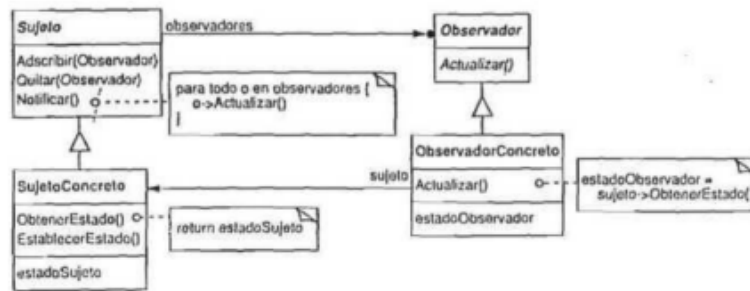 Sujeto
observadores
Observador
Adscribir(Observador)
Quitar(Observador)
Notificar()
Actualizar()
para todo o en observadores {
o->Actualizar()
}
ObservadorConcreto
sujeto
SujetoConcreto
Actualizar()
estadoObservador =
sujeto->ObtenerEstado()
ObtenerEstado()
EstablecerEstado()
return estadoSujeto
estadoObservador
estadoSujeto